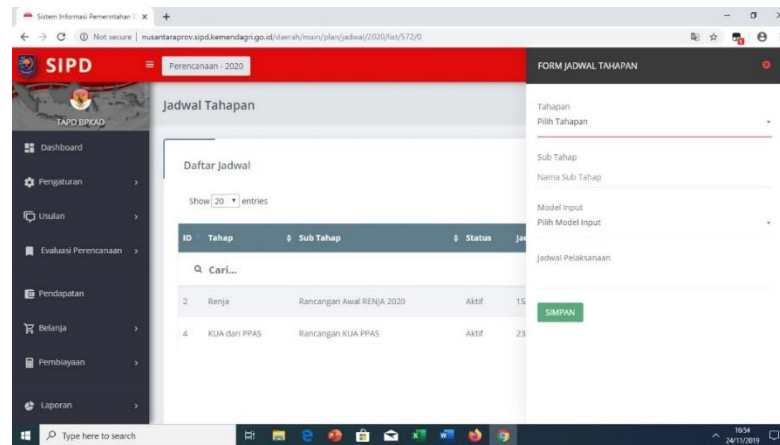 Sistem Informasi Pemerintahan D
Not secure | nusantaraprov.sipd.kemendagri.go.id/daerah/main/plan/jadwal/2020/list/572/0
SIPD
Perencanaan - 2020
FORM JADWAL TAHAPAN
TAPD BPKAD
Jadwal Tahapan
Tahapan
Pilih Tahapan
Dashboard
Pengaturan
Usulan
Evaluasi Perencanaan
Pendapatan
Belanja
Pembiayaan
Laporan
Daftar Jadwal
Show 20 entries
ID Tahap Sub Tahap Status Ja
Cari...
2 Renja Rancangan Awal RENJA 2020 Aktif 15
4 KUA dan PPAS Rancangan KUA PPAS Aktif 23
Sub Tahap
Nama Sub Tahap
Model Input
Pilih Model Input
Jadwal Pelaksanaan
SIMPAN
Type here to search
16:54
24/11/2019